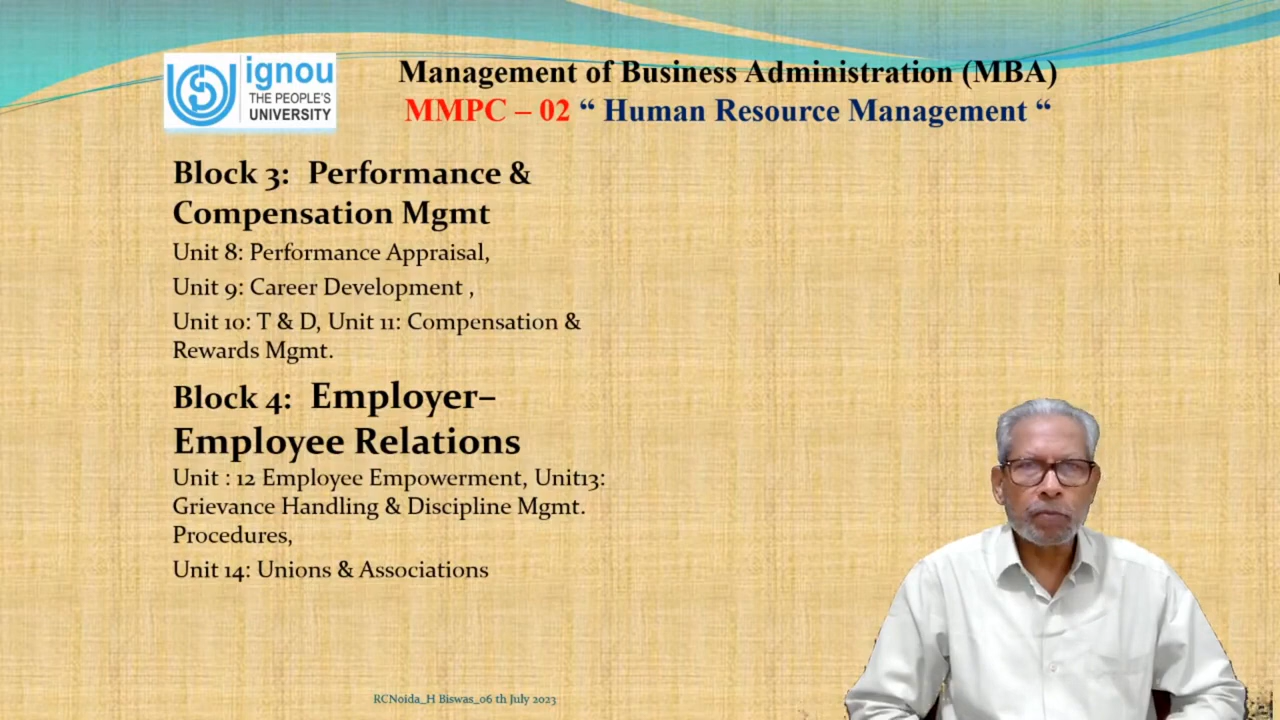 ignou
THE PEOPLE'S
UNIVERSITY
Management of Business Administration (MBA)
MMPC – 02 “ Human Resource Management “
Block 3: Performance &
Compensation Mgmt
Unit 8: Performance Appraisal,
Unit 9: Career Development ,
Unit 10: T & D, Unit 11: Compensation &
Rewards Mgmt.
Block 4: Employer–
Employee Relations
Unit : 12 Employee Empowerment, Unit13:
Grievance Handling & Discipline Mgmt.
Procedures,
Unit 14: Unions & Associations
RCNoida_H Biswas_06 th July 2023